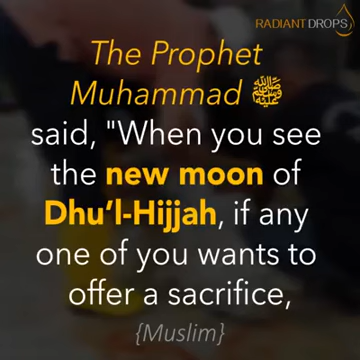 RADIANT DROPS
The Prophet
Muhammad ﷺ
said, "When you see
the new moon of
Dhu'l-Hijjah, if any
one of you wants to
offer a sacrifice,
{Muslim}